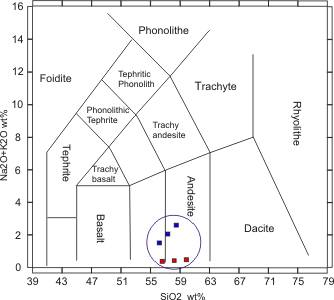 Na2O+K2O wt%
16
14
12
10
8
6
4
2
0
Phonolithe
Foidite
Tephritic
Phonolith
Trachyte
Phonolithic
Tephrite
Trachy
andesite
Rhyolithe
Tephrite
Trachy
basalt
Andesite
Basalt
Dacite
39 43 47 51 55 59 63 67 71 75 79
SiO2 wt%